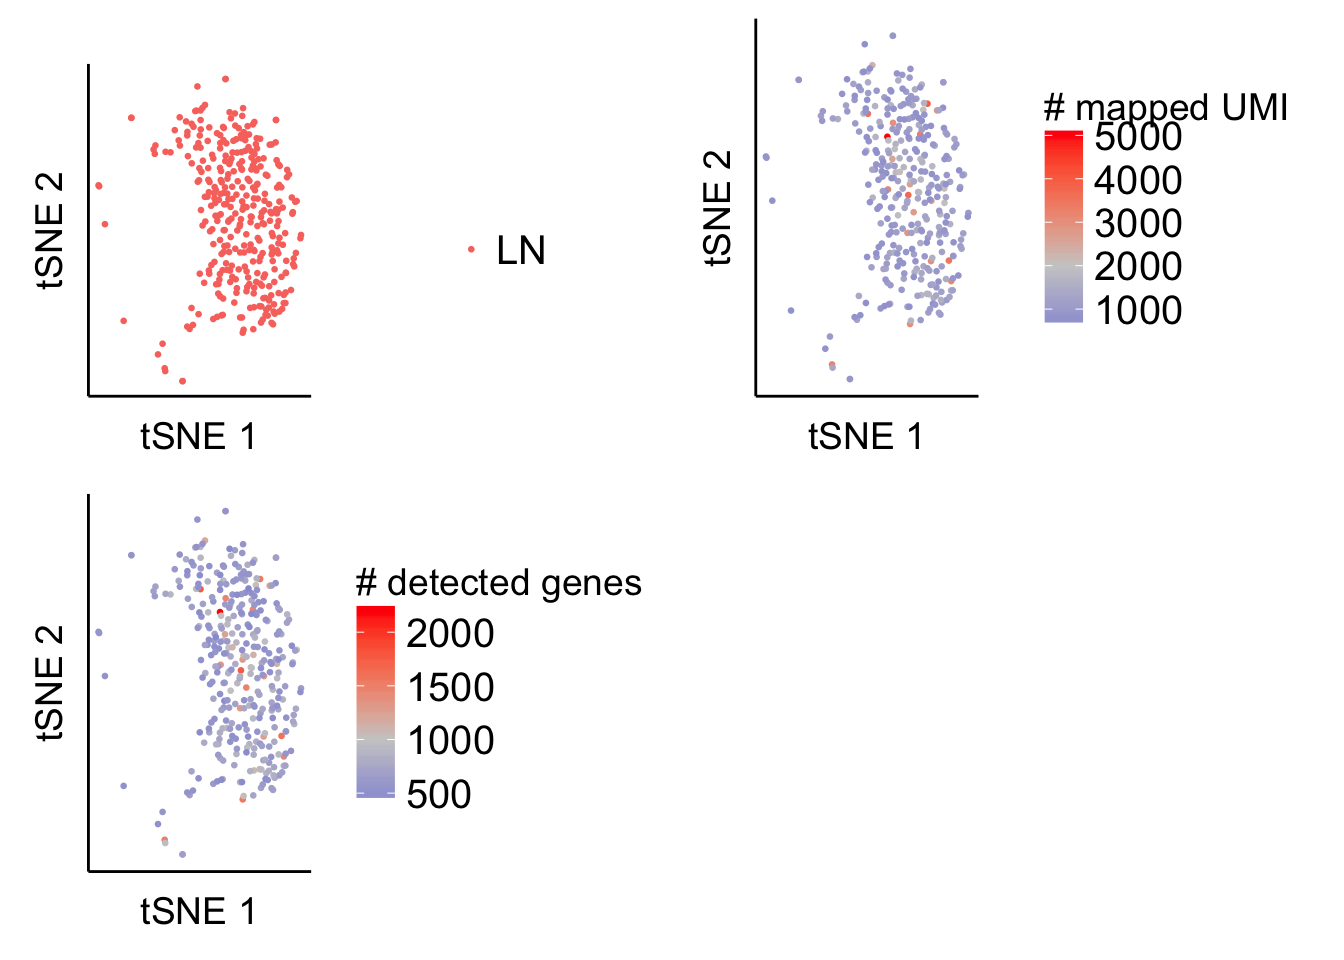 tSNE 2
LN
tSNE 1
tSNE 2
# mapped UMI
5000
4000
3000
2000
1000
tSNE 1
tSNE 2
# detected genes
2000
1500
1000
500
tSNE 1